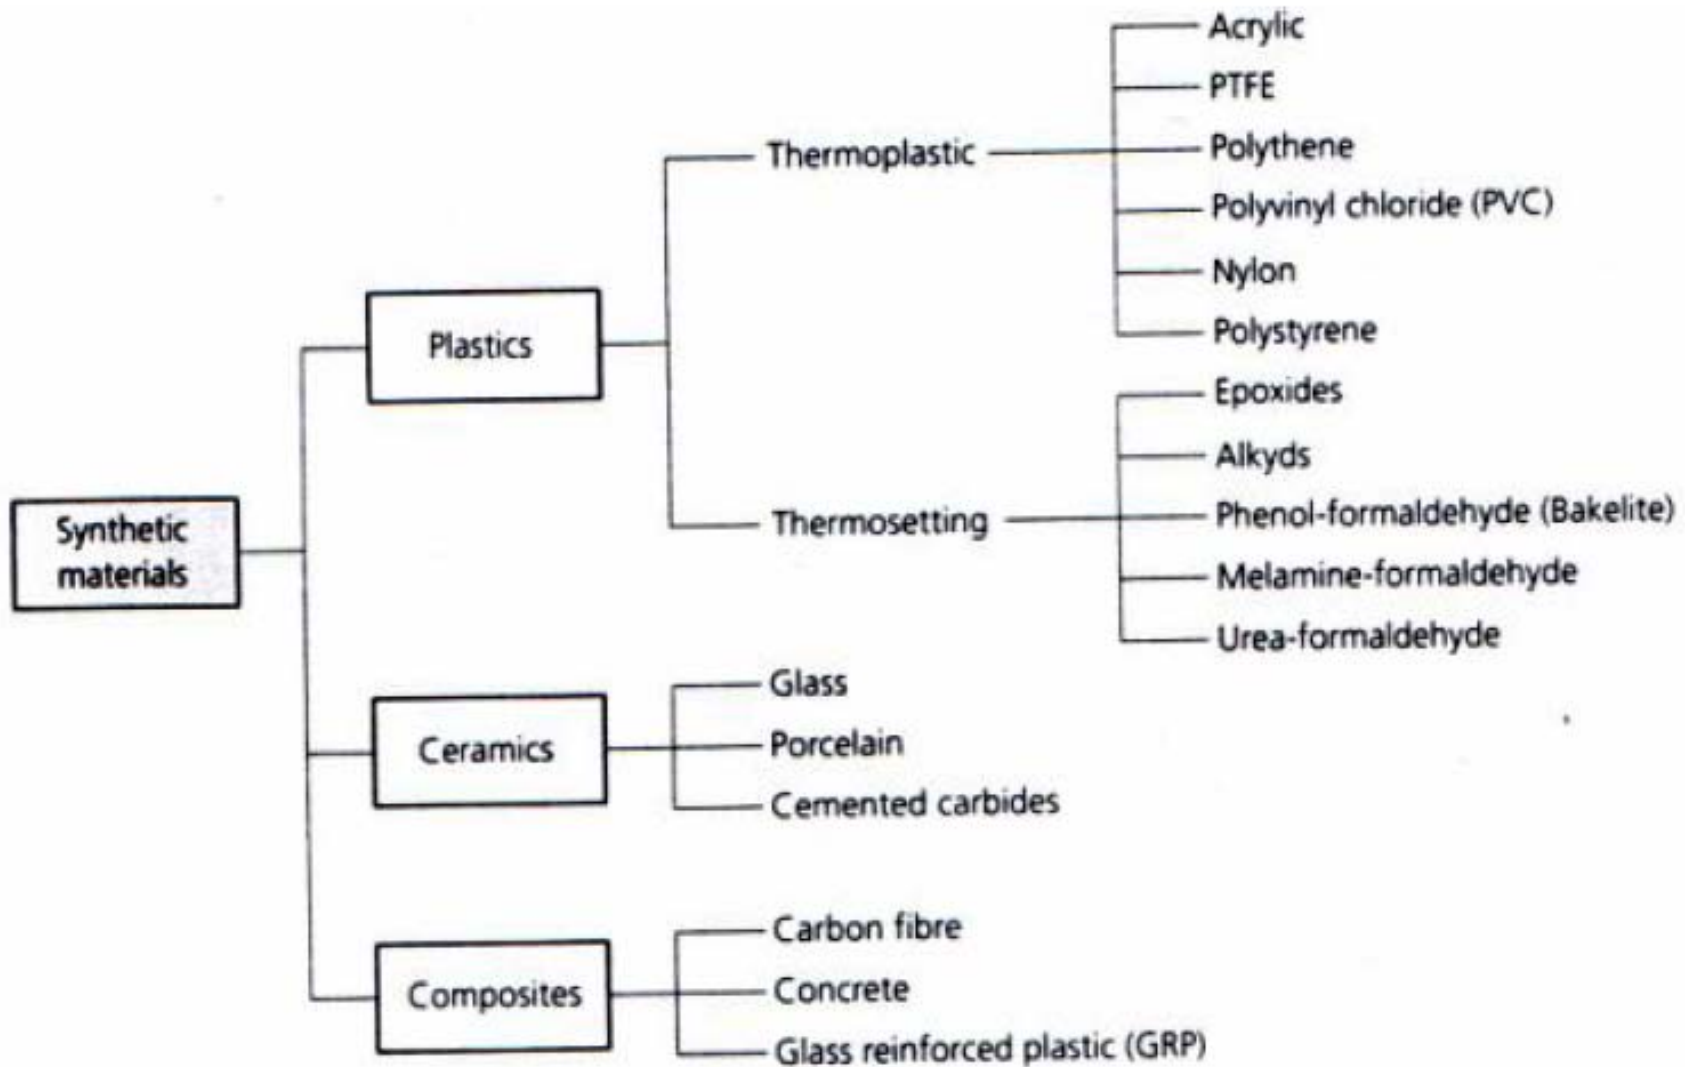 Acrylic
PTFE
Thermoplastic
Polythene
Polyvinyl chloride (PVC)
Nylon
Polystyrene
Plastics
Epoxides
Alkyds
Synthetic
materials
Thermosetting
Phenol-formaldehyde (Bakelite)
Melamine-formaldehyde
Urea-formaldehyde
Glass
Ceramics
Porcelain
Cemented carbides
Carbon fibre
Composites
Concrete
Glass reinforced plastic (GRP)